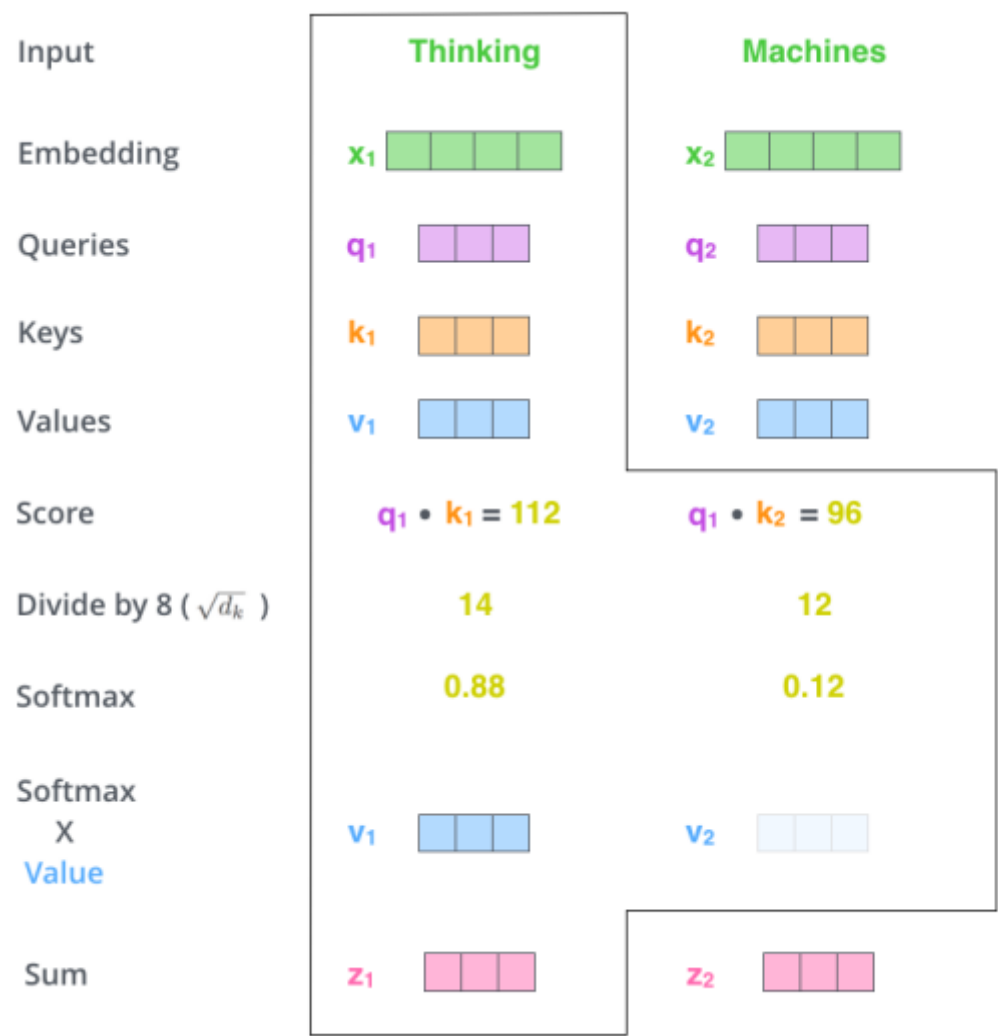 Input Thinking Machines
Embedding x₁ x₂
Queries q₁ q₂
Keys k₁ k₂
Values v₁ v₂
Score q₁ • k₁ = 112 q₁ • k₂ = 96
Divide by 8 ( √dₖ ) 14 12
Softmax 0.88 0.12
Softmax
X
Value
v₁ v₂
Sum z₁ z₂